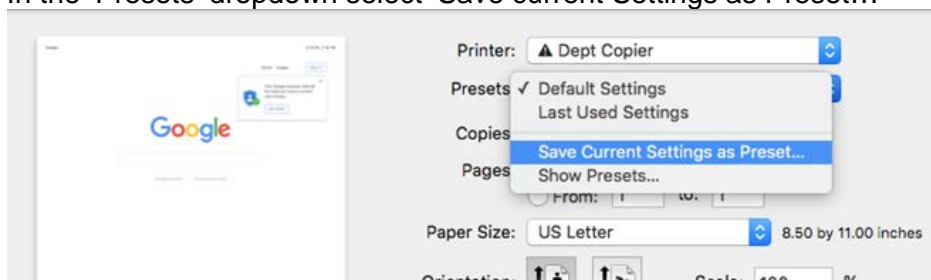 In the 'Presets' dropdown select 'Save current Settings as Preset…
Printer: Dept Copier
Presets ✓ Default Settings
Last Used Settings
Copies
Save Current Settings as Preset...
Pages
Show Presets...
From: 1 to: 1
Google
Paper Size: US Letter 8.50 by 11.00 inches
Orientation: Scale: 100 %